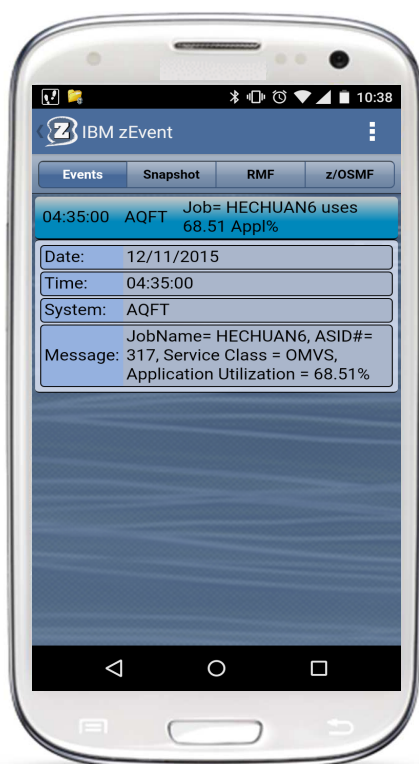 10:38
IBM zEvent
Events Snapshot RMF z/OSMF
04:35:00 AQFT Job= HECHUAN6 uses
68.51 Appl%
Date: 12/11/2015
Time: 04:35:00
System: AQFT
Message: JobName= HECHUAN6, ASID#=
317, Service Class = OMVS,
Application Utilization = 68.51%